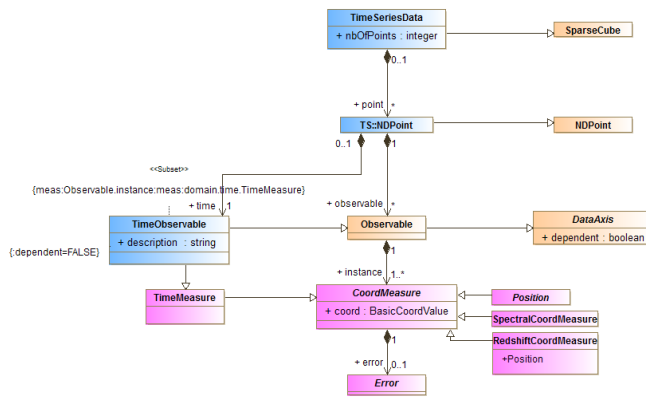 TimeSeriesData
+ nbOfPoints : integer
SparseCube
0..1
+ point
*
TS::NDPoint
NDPoint
0..1
1
<<Subset>>
{meas:Observable.instance:meas:domain.time.TimeMeasure}
+ time
1
+ observable
*
TimeObservable
+ description : string
{:dependent=FALSE}
Observable
DataAxis
+ dependent : boolean
1
+ instance
1..*
TimeMeasure
CoordMeasure
+ coord : BasicCoordValue
Position
SpectralCoordMeasure
RedshiftCoordMeasure
+Position
1
+ error
0..1
Error